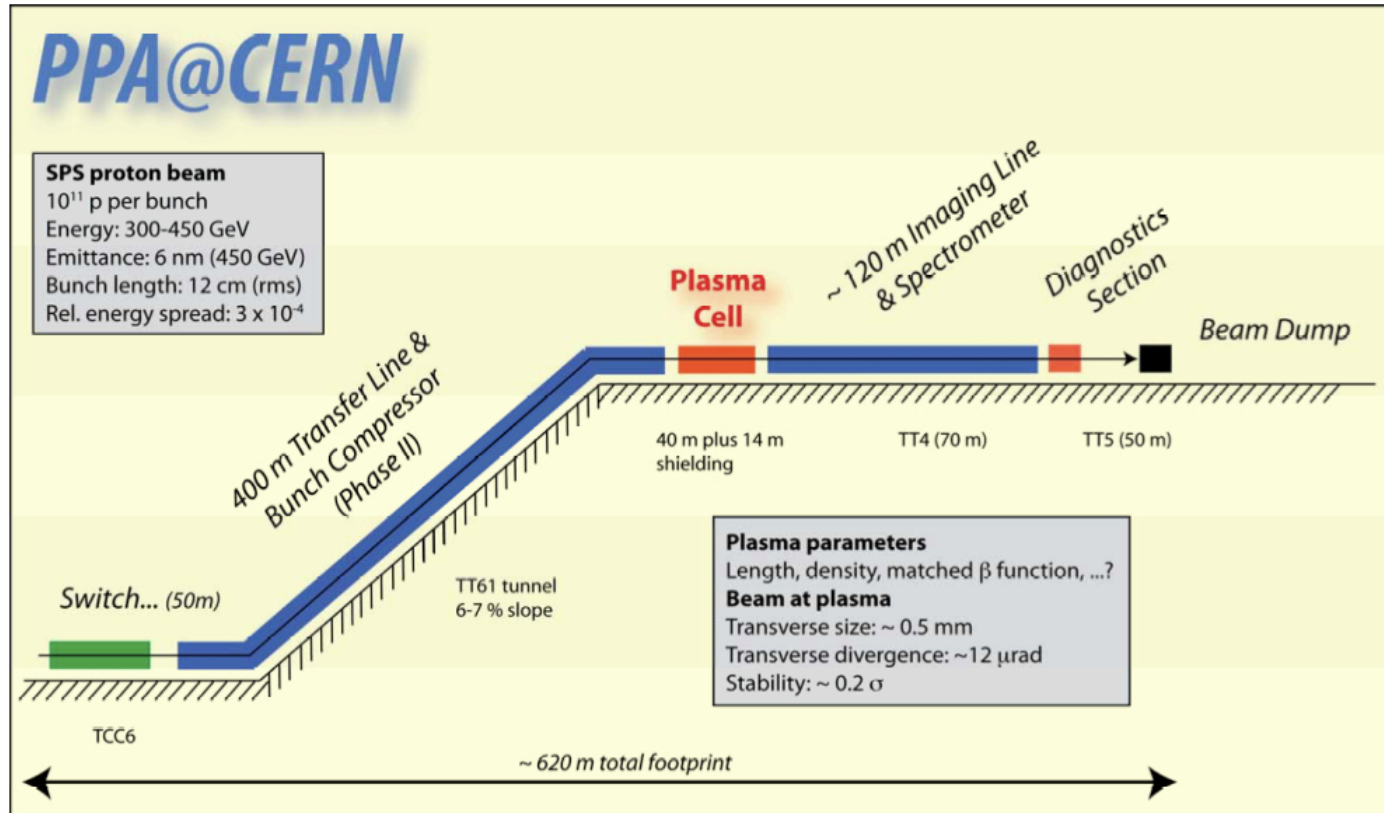 PPA@CERN
SPS proton beam
10¹¹ p per bunch
Energy: 300-450 GeV
Emittance: 6 nm (450 GeV)
Bunch length: 12 cm (rms)
Rel. energy spread: 3 x 10⁻⁴
400 m Transfer Line &
Bunch Compressor
(Phase II)
Plasma
Cell
~ 120 m Imaging Line
& Spectrometer
Diagnostics
Section
Beam Dump
40 m plus 14 m
shielding
TT4 (70 m)
TT5 (50 m)
Switch... (50m)
TT61 tunnel
6-7 % slope
Plasma parameters
Length, density, matched β function, ...?
Beam at plasma
Transverse size: ~ 0.5 mm
Transverse divergence: ~12 μrad
Stability: ~ 0.2 σ
TCC6
~ 620 m total footprint